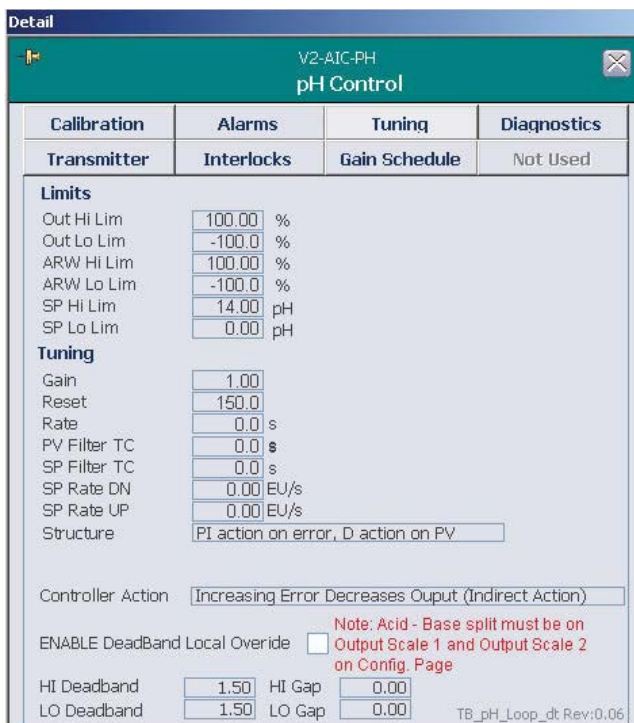 Detail
V2-AIC-PH
pH Control
Calibration Alarms Tuning Diagnostics
Transmitter Interlocks Gain Schedule Not Used
Limits
Out Hi Lim 100.00 %
Out Lo Lim -100.0 %
ARW Hi Lim 100.00 %
ARW Lo Lim -100.0 %
SP Hi Lim 14.00 pH
SP Lo Lim 0.00 pH
Tuning
Gain 1.00
Reset 150.0
Rate 0.0 s
PV Filter TC 0.0 s
SP Filter TC 0.0 s
SP Rate DN 0.00 EU/s
SP Rate UP 0.00 EU/s
Structure PI action on error, D action on PV
Controller Action Increasing Error Decreases Ouput (Indirect Action)
Note: Acid - Base split must be on
ENABLE DeadBand Local Overide Output Scale 1 and Output Scale 2
on Config. Page
HI Deadband 1.50 HI Gap 0.00
LO Deadband 1.50 LO Gap 0.00 TB_pH_Loop_dt Rev:0.06